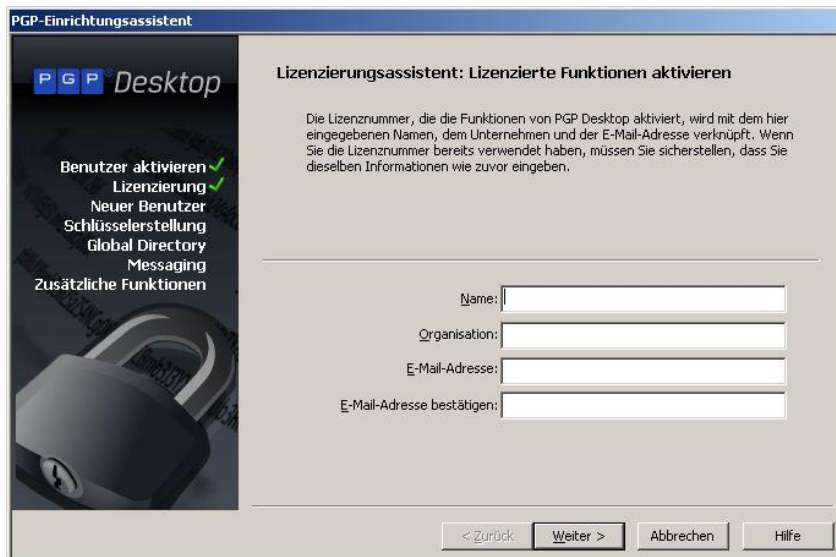 PGP-Einrichtungsassistent
PGP® Desktop
Benutzer aktivieren
Lizenzierung
Neuer Benutzer
Schlüsselerstellung
Global Directory
Messaging
Zusätzliche Funktionen
Lizenzierungsassistent: Lizenzierte Funktionen aktivieren
Die Lizenznummer, die die Funktionen von PGP Desktop aktiviert, wird mit dem hier
eingegebenen Namen, dem Unternehmen und der E-Mail-Adresse verknüpft. Wenn
Sie die Lizenznummer bereits verwendet haben, müssen Sie sicherstellen, dass Sie
dieselben Informationen wie zuvor eingeben.
Name:
Organisation:
E-Mail-Adresse:
E-Mail-Adresse bestätigen:
< Zurück
Weiter >
Abbrechen
Hilfe